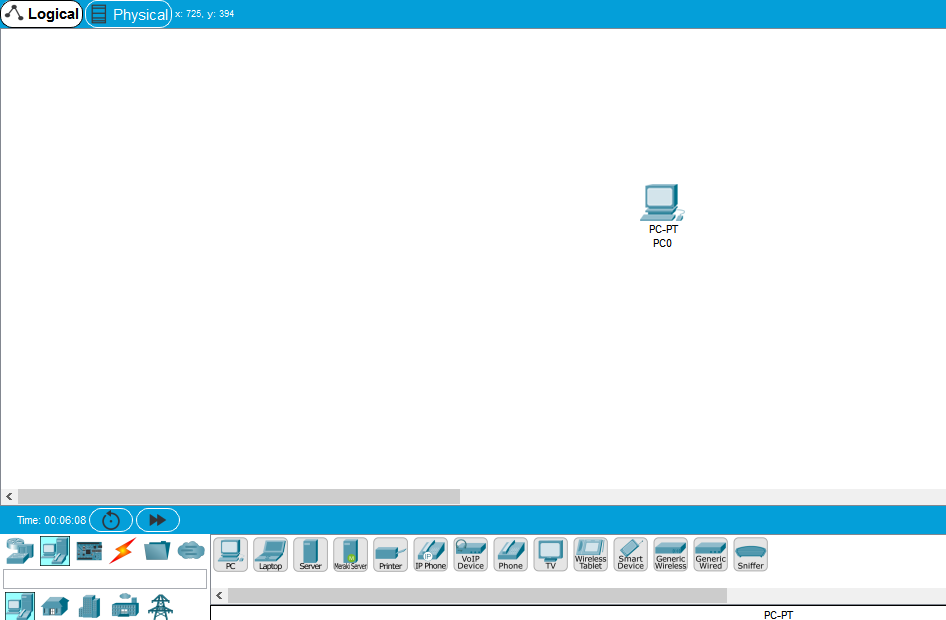 Logical Physical x: 725, y: 394
PC-PT
PC0
Time: 00:06:08
PC Laptop Server Meraki Server Printer IP Phone VoIP Device Phone TV Wireless Tablet Smart Device Generic Wireless Generic Wired Sniffer
IP
PC-PT